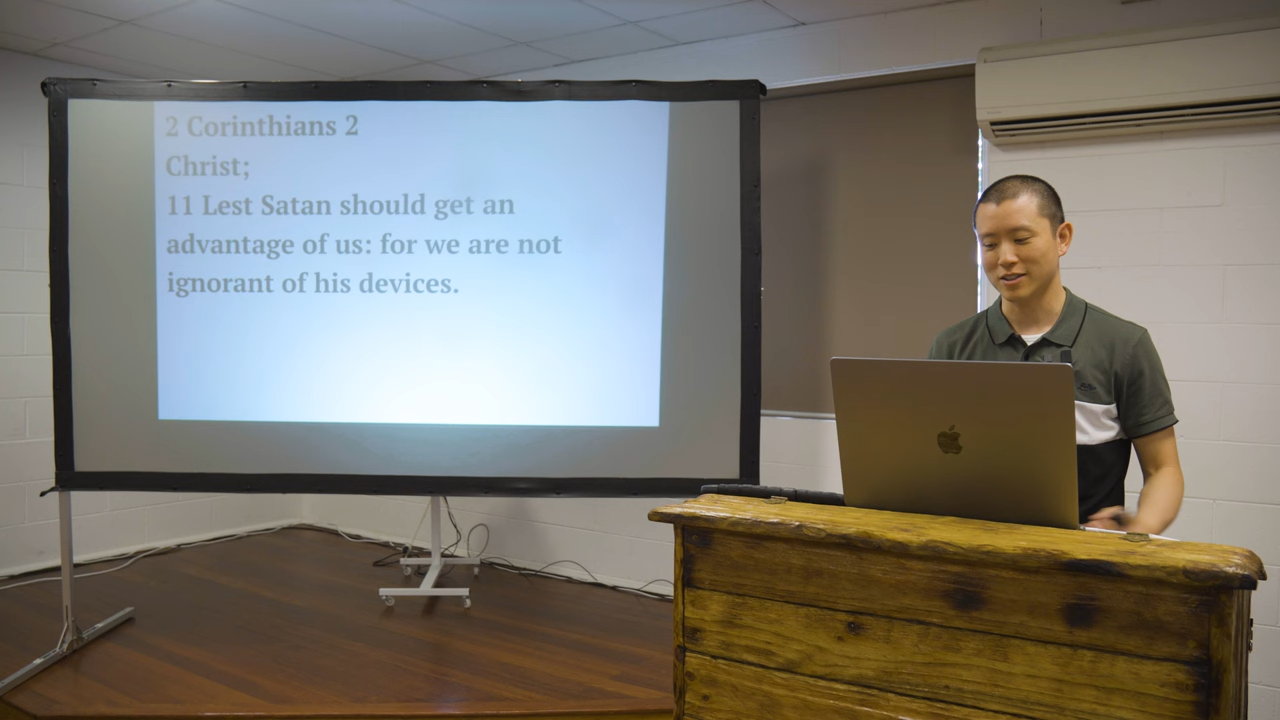 2 Corinthians 2
Christ;
11 Lest Satan should get an
advantage of us: for we are not
ignorant of his devices.